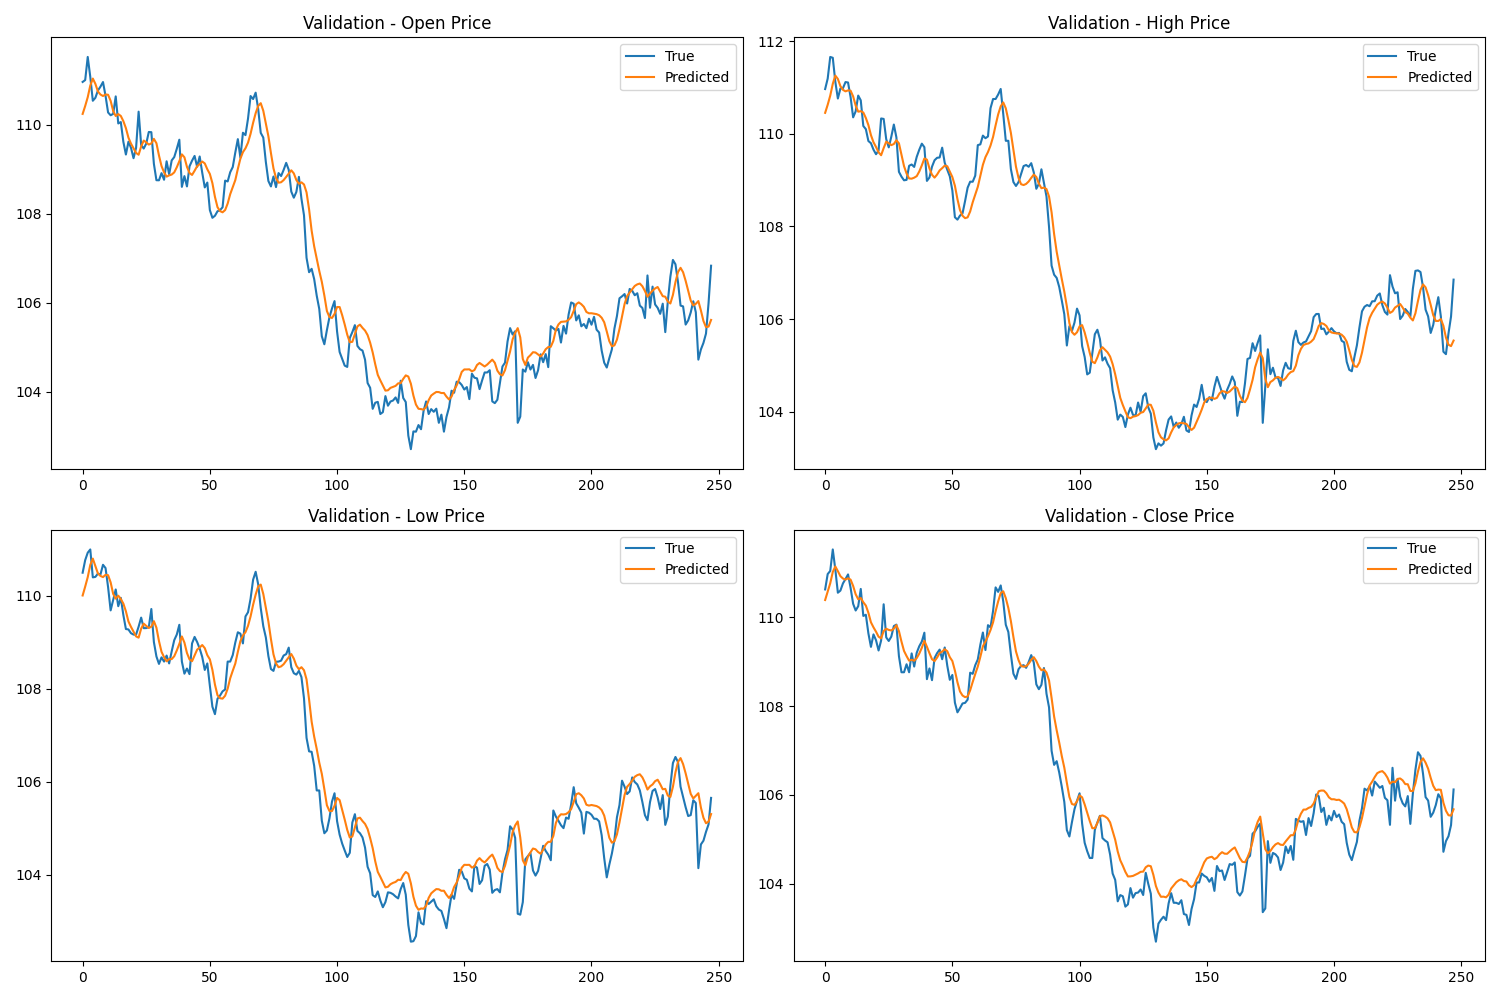 Validation - Open Price
True
Predicted
110
108
106
104
0 50 100 150 200 250
Validation - High Price
True
Predicted
112
110
108
106
104
0 50 100 150 200 250
Validation - Low Price
True
Predicted
110
108
106
104
0 50 100 150 200 250
Validation - Close Price
True
Predicted
110
108
106
104
0 50 100 150 200 250